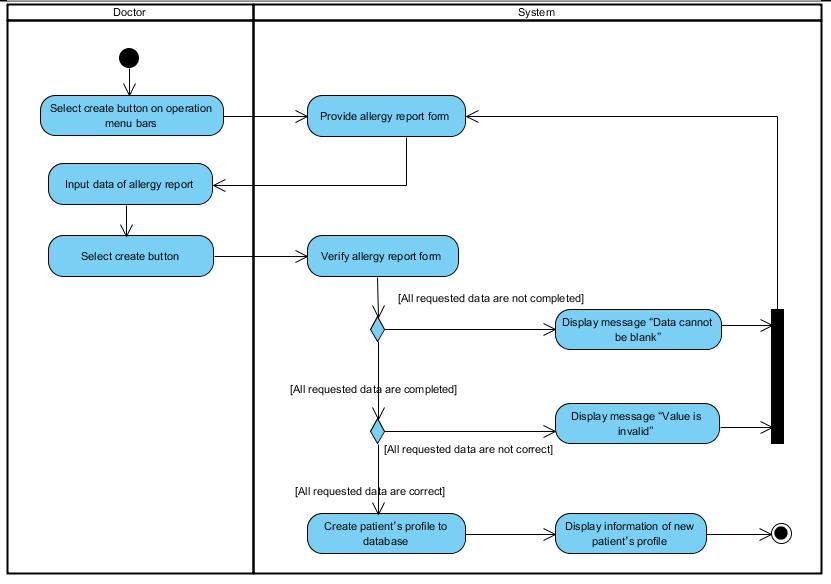 Doctor
System
Select create button on operation
menu bars
Provide allergy report form
Input data of allergy report
Select create button
Verify allergy report form
[All requested data are not completed]
Display message “Data cannot
be blank”
[All requested data are completed]
Display message “Value is
invalid”
[All requested data are not correct]
[All requested data are correct]
Create patient’s profile to
database
Display information of new
patient’s profile